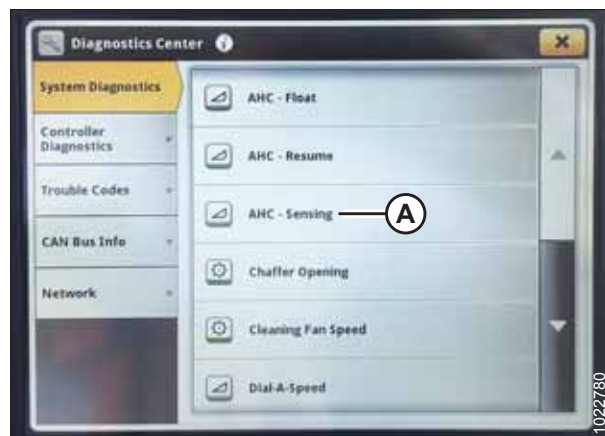 Diagnostics Center
System Diagnostics
Controller
Diagnostics
Trouble Codes
CAN Bus Info
Network
AHC - Float
AHC - Resume
AHC - Sensing
A
Chaffer Opening
Cleaning Fan Speed
Dial-A-Speed
1022780